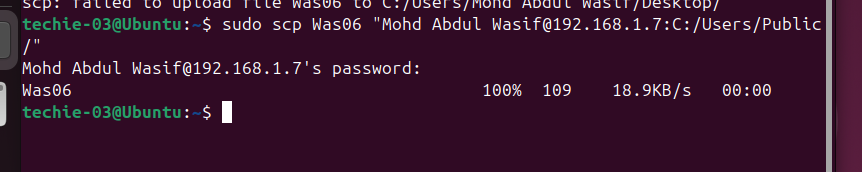 scp: failed to upload file Was06 to C:/Users/Mohd Abdul Wasif/Desktop/
techie-03@Ubuntu:~$ sudo scp Was06 "Mohd Abdul Wasif@192.168.1.7:C:/Users/Public
/"
Mohd Abdul Wasif@192.168.1.7's password:
Was06 100% 109 18.9KB/s 00:00
techie-03@Ubuntu:~$